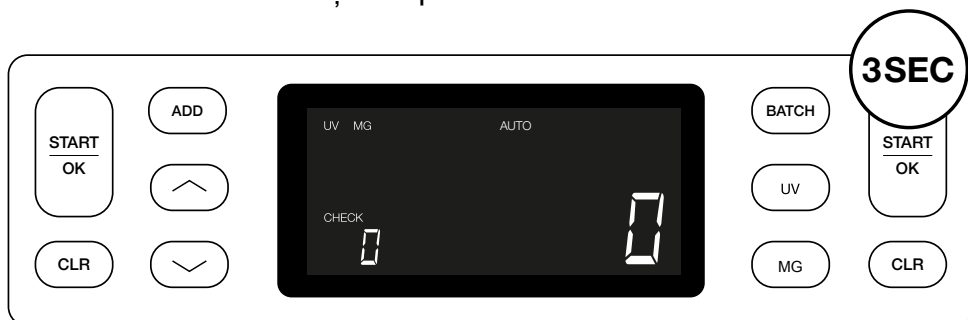 3SEC
START
OK
ADD
CLR
UV MG AUTO
CHECK
0
0
BATCH
UV
MG
START
OK
CLR